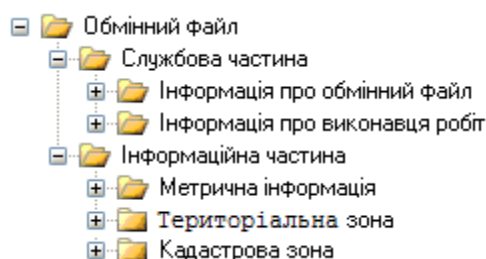 Обмінний файл
Службова частина
Інформація про обмінний файл
Інформація про виконавця робіт
Інформаційна частина
Метрична інформація
Територіальна зона
Кадастрова зона